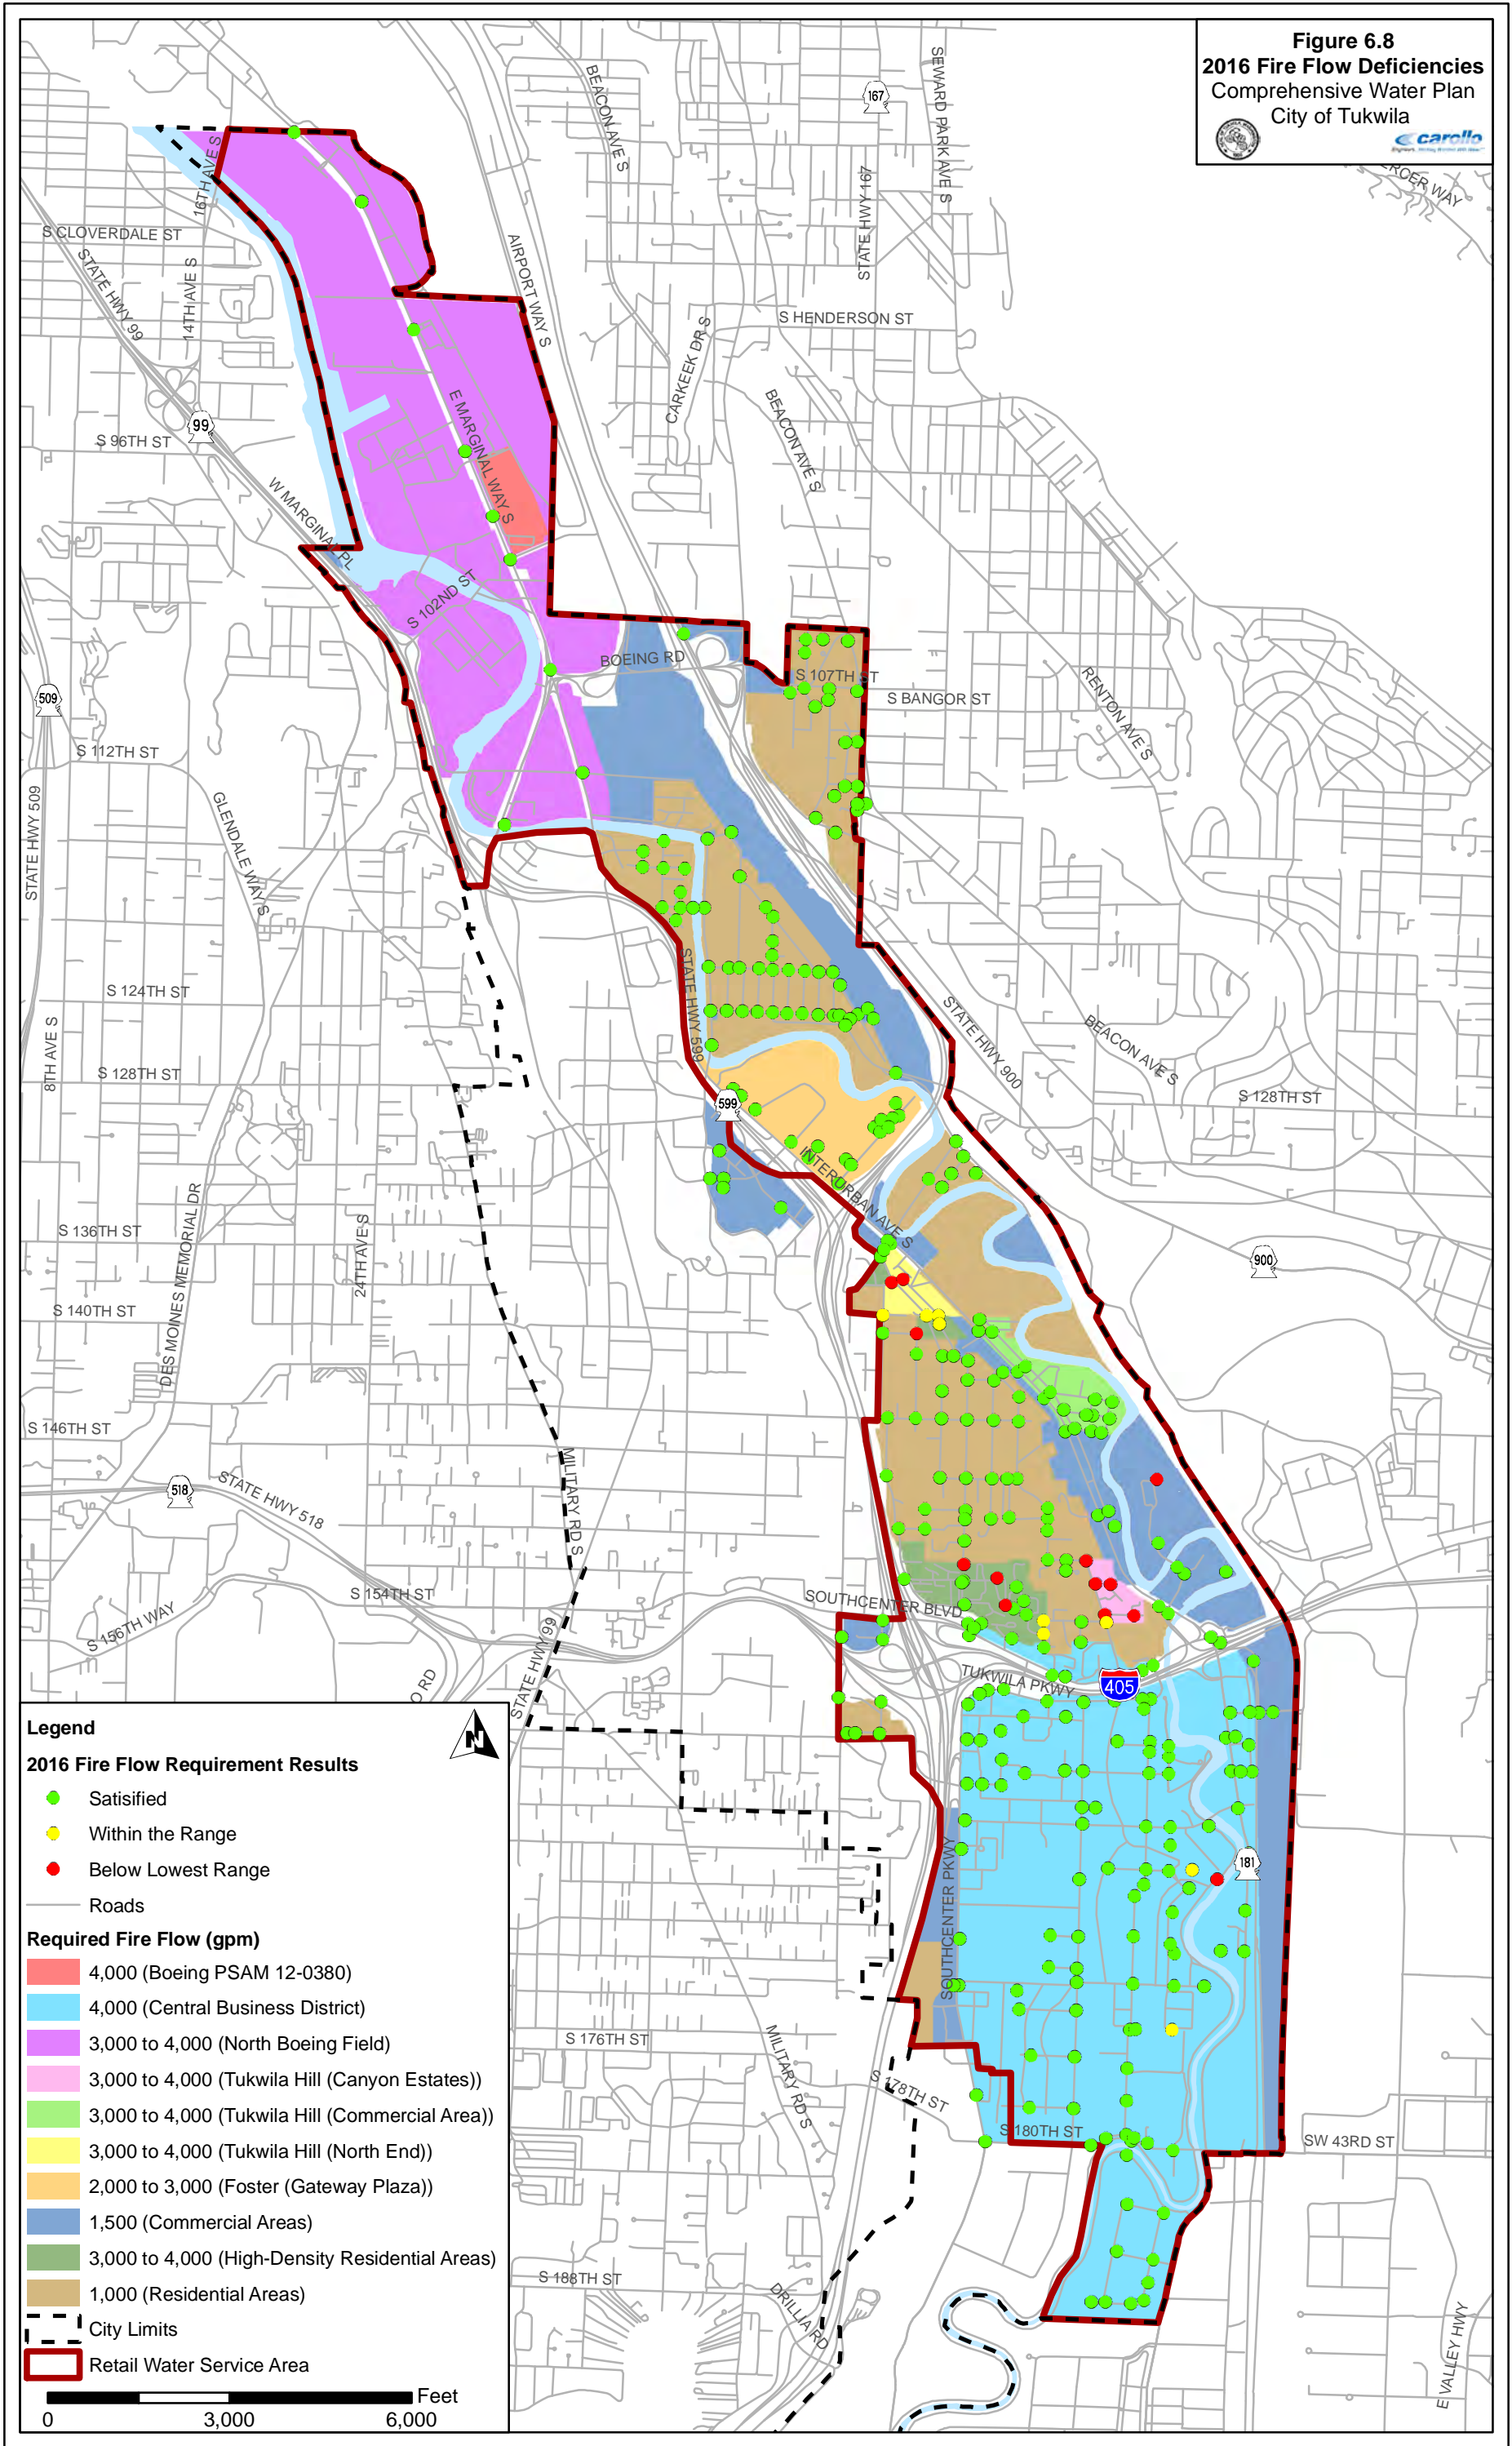 Figure 6.8
2016 Fire Flow Deficiencies
Comprehensive Water Plan
City of Tukwila
carollo
ERCER WAY
BEACON AVE S
167
SEWARD PARK AVE S
STATE HWY 167
16TH AVE S
S CLOVERDALE ST
STATE HWY 99
14TH AVE S
AIRPORT WAY S
S HENDERSON ST
CARKEEK DR S
BEACON AVE S
E MARGINAL WAY S
99
S 96TH ST
W MARGINAL PL
S 102ND ST
BOEING RD
S 107TH ST
S BANGOR ST
RENTON AVE S
509
S 112TH ST
STATE HWY 509
GLENDALE WAY S
S 124TH ST
8TH AVE S
S 128TH ST
STATE HWY 599
STATE HWY 900
BEACON AVE S
S 128TH ST
599
INTERURBAN AVE S
S 136TH ST
DES MOINES MEMORIAL DR
24TH AVE S
900
S 140TH ST
S 146TH ST
518
STATE HWY 518
MILITARY RD S
S 154TH ST
S 156TH WAY
SOUTHCENTER BLVD
STATE HWY 99
O RD
TUKWILA PKWY
405
181
SOUTHCENTER PKWY
S 176TH ST
MILITARY RD S
S 178TH ST
S 180TH ST
SW 43RD ST
S 188TH ST
DRILLIA RD
E VALLEY HWY
Legend
N
2016 Fire Flow Requirement Results
Satisified
Within the Range
Below Lowest Range
Roads
Required Fire Flow (gpm)
4,000 (Boeing PSAM 12-0380)
4,000 (Central Business District)
3,000 to 4,000 (North Boeing Field)
3,000 to 4,000 (Tukwila Hill (Canyon Estates))
3,000 to 4,000 (Tukwila Hill (Commercial Area))
3,000 to 4,000 (Tukwila Hill (North End))
2,000 to 3,000 (Foster (Gateway Plaza))
1,500 (Commercial Areas)
3,000 to 4,000 (High-Density Residential Areas)
1,000 (Residential Areas)
City Limits
Retail Water Service Area
Feet
0 3,000 6,000